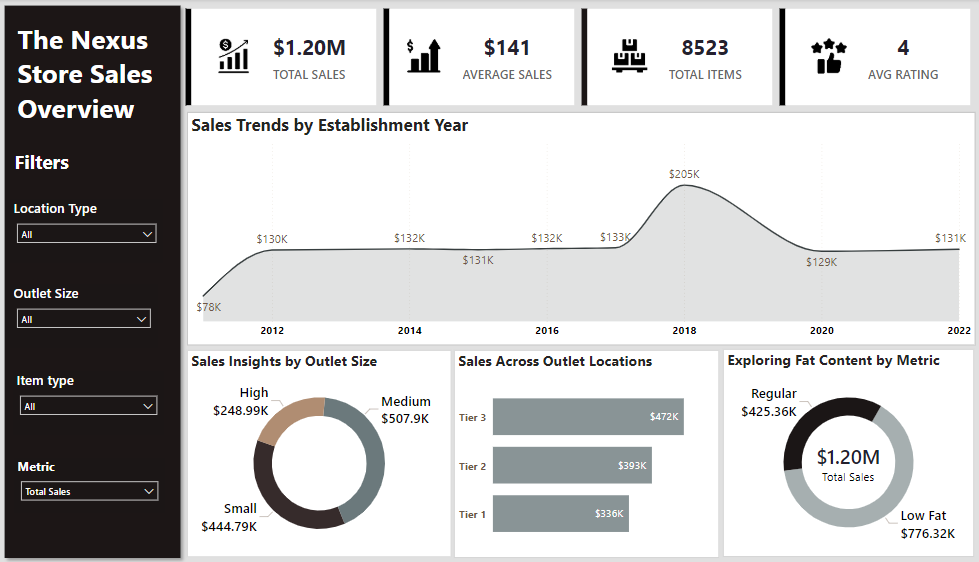 The Nexus
Store Sales
Overview
Filters
Location Type
All
Outlet Size
All
Item type
All
Metric
Total Sales
$1.20M
TOTAL SALES
$141
AVERAGE SALES
8523
TOTAL ITEMS
4
AVG RATING
Sales Trends by Establishment Year
$78K
$130K
$132K
$131K
$132K
$133K
$205K
$129K
$131K
2012
2014
2016
2018
2020
2022
Sales Insights by Outlet Size
High
$248.99K
Medium
$507.9K
Small
$444.79K
Sales Across Outlet Locations
Tier 3
$472K
Tier 2
$393K
Tier 1
$336K
Exploring Fat Content by Metric
Regular
$425.36K
$1.20M
Total Sales
Low Fat
$776.32K